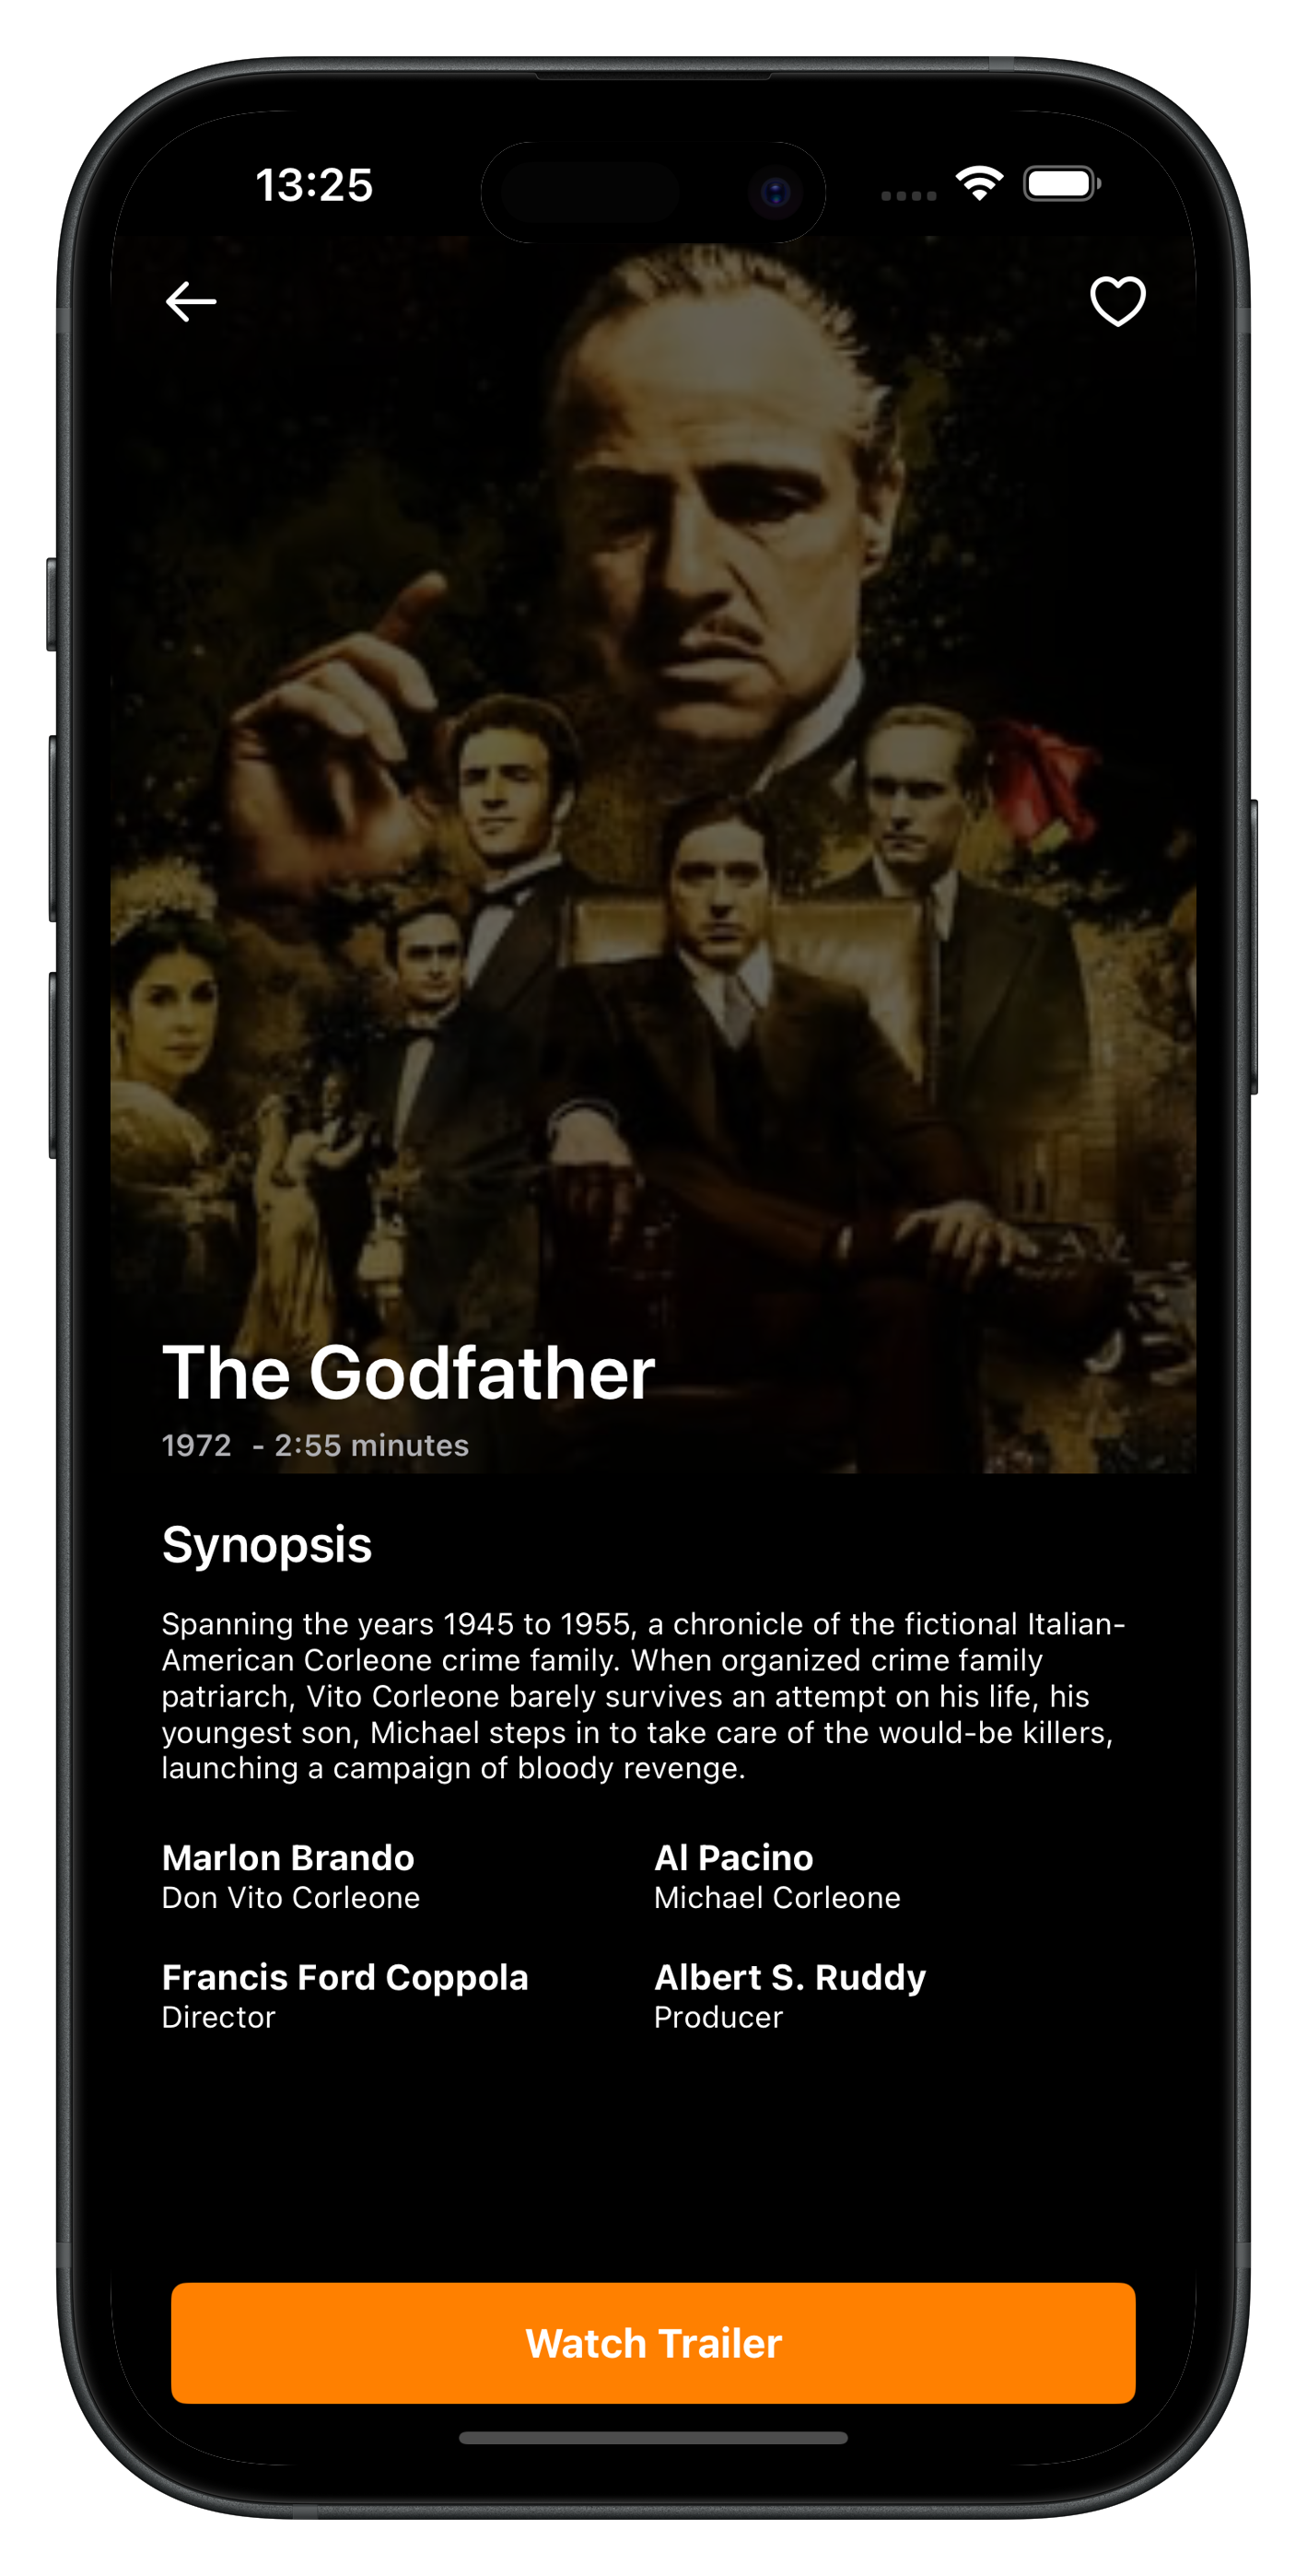 13:25
The Godfather
1972 - 2:55 minutes
Synopsis
Spanning the years 1945 to 1955, a chronicle of the fictional Italian-
American Corleone crime family. When organized crime family
patriarch, Vito Corleone barely survives an attempt on his life, his
youngest son, Michael steps in to take care of the would-be killers,
launching a campaign of bloody revenge.
Marlon Brando
Don Vito Corleone
Al Pacino
Michael Corleone
Francis Ford Coppola
Director
Albert S. Ruddy
Producer
Watch Trailer